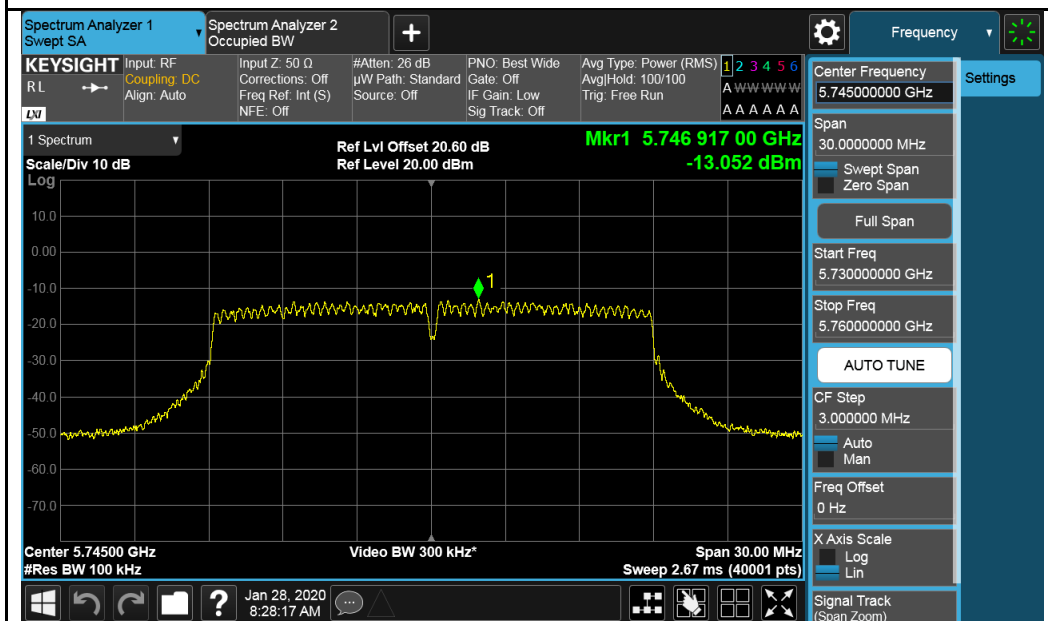 Spectrum Analyzer 1
Swept SA
Spectrum Analyzer 2
Occupied BW
Frequency
KEYSIGHT
RL
LXI
Input: RF
Coupling: DC
Align: Auto
Input Z: 50 Ω
Corrections: Off
Freq Ref: Int (S)
NFE: Off
#Atten: 26 dB
µW Path: Standard
Source: Off
PNO: Best Wide
Gate: Off
IF Gain: Low
Sig Track: Off
Avg Type: Power (RMS)
Avg|Hold: 100/100
Trig: Free Run
1 2 3 4 5 6
A W W W W W
A A A A A A
1 Spectrum
Scale/Div 10 dB
Log
Ref Lvl Offset 20.60 dB
Ref Level 20.00 dBm
Mkr1 5.746 917 00 GHz
-13.052 dBm
1
10.0
0.00
-10.0
-20.0
-30.0
-40.0
-50.0
-60.0
-70.0
Center 5.74500 GHz
#Res BW 100 kHz
Video BW 300 kHz*
Span 30.00 MHz
Sweep 2.67 ms (40001 pts)
Jan 28, 2020
8:28:17 AM
Center Frequency
5.745000000 GHz
Settings
Span
30.0000000 MHz
Swept Span
Zero Span
Full Span
Start Freq
5.730000000 GHz
Stop Freq
5.760000000 GHz
AUTO TUNE
CF Step
3.000000 MHz
Auto
Man
Freq Offset
0 Hz
X Axis Scale
Log
Lin
Signal Track
(Span Zoom)